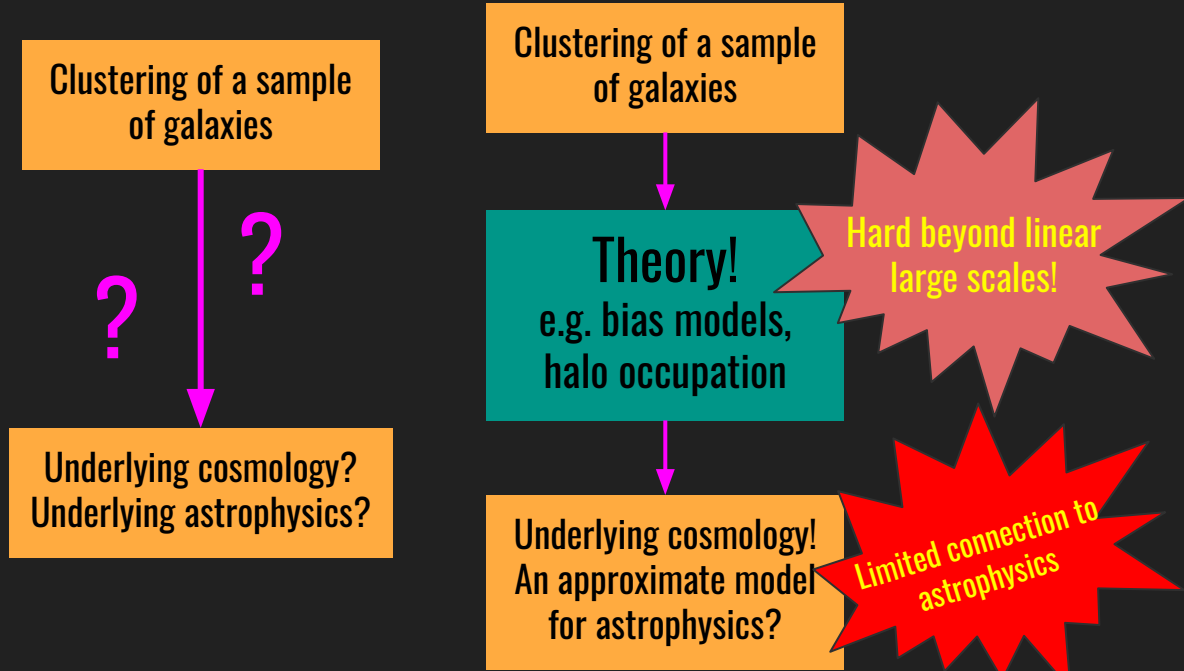 Clustering of a sample
of galaxies
?
?
Underlying cosmology?
Underlying astrophysics?
Clustering of a sample
of galaxies
Theory!
e.g. bias models,
halo occupation
Hard beyond linear
large scales!
Underlying cosmology!
An approximate model
for astrophysics?
Limited connection to
astrophysics